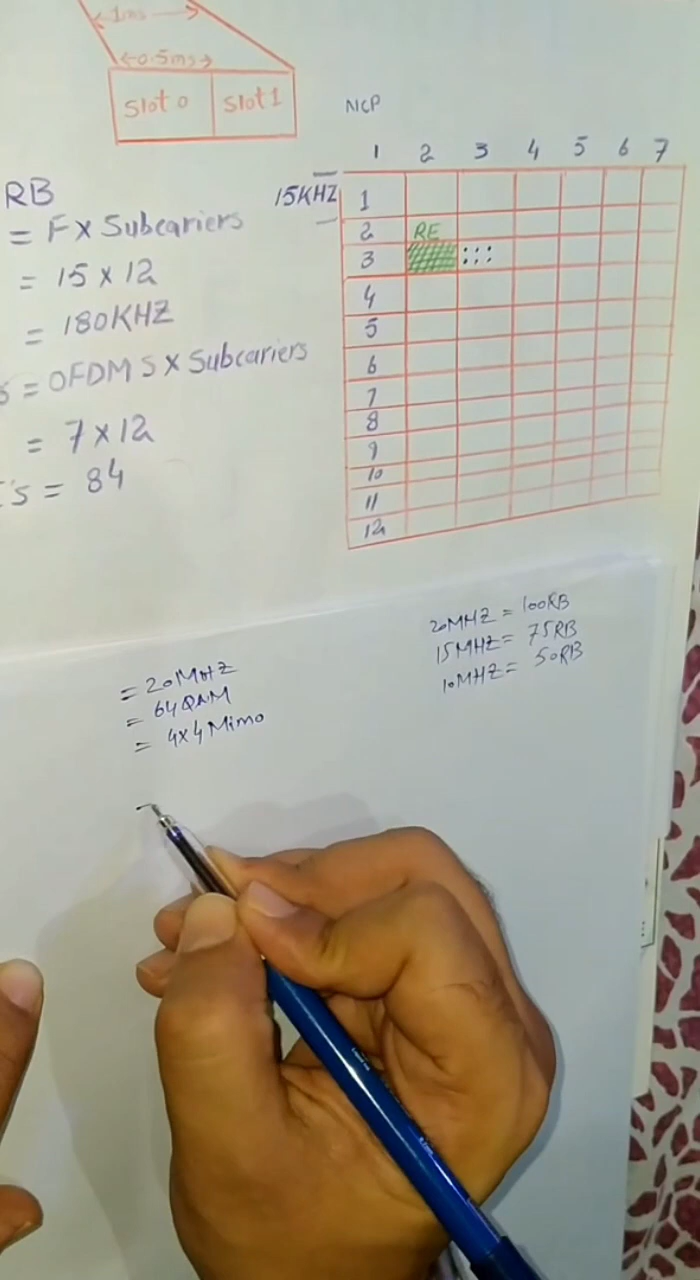 1ms
0.5ms
Slot 0 Slot 1
NCP
1 2 3 4 5 6 7
15KHZ
1
2 RE
3
4
5
6
7
8
9
10
11
12
RB
= F x Subcariers
= 15 x 12
= 180KHZ
= OFDM S x Subcariers
= 7 x 12
's = 84
20MHZ = 100RB
15MHZ = 75RB
10MHZ = 50RB
= 20MHZ
= 64QAM
= 4x4 Mimo